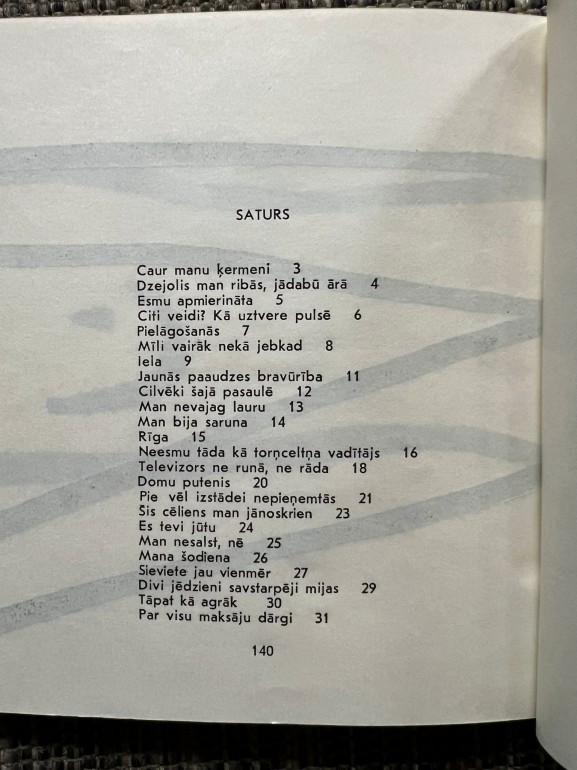 SATURS
Caur manu ķermeni 3
Dzejolis man ribās, jādabū ārā 4
Esmu apmierināta 5
Citi veidi? Kā uztvere pulsē 6
Pielāgošanās 7
Mīli vairāk nekā jebkad 8
Iela 9
Jaunās paaudzes bravūrība 11
Cilvēki šajā pasaulē 12
Man nevajag lauru 13
Man bija saruna 14
Rīga 15
Neesmu tāda kā torņceltņa vadītājs 16
Televizors ne runā, ne rāda 18
Domu putenis 20
Pie vēl izstādei nepieņemtās 21
Šis cēliens man jānoskrien 23
Es tevi jūtu 24
Man nesalst, nē 25
Mana šodiena 26
Sieviete jau vienmēr 27
Divi jēdzieni savstarpēji mijas 29
Tāpat kā agrāk 30
Par visu maksāju dārgi 31
140